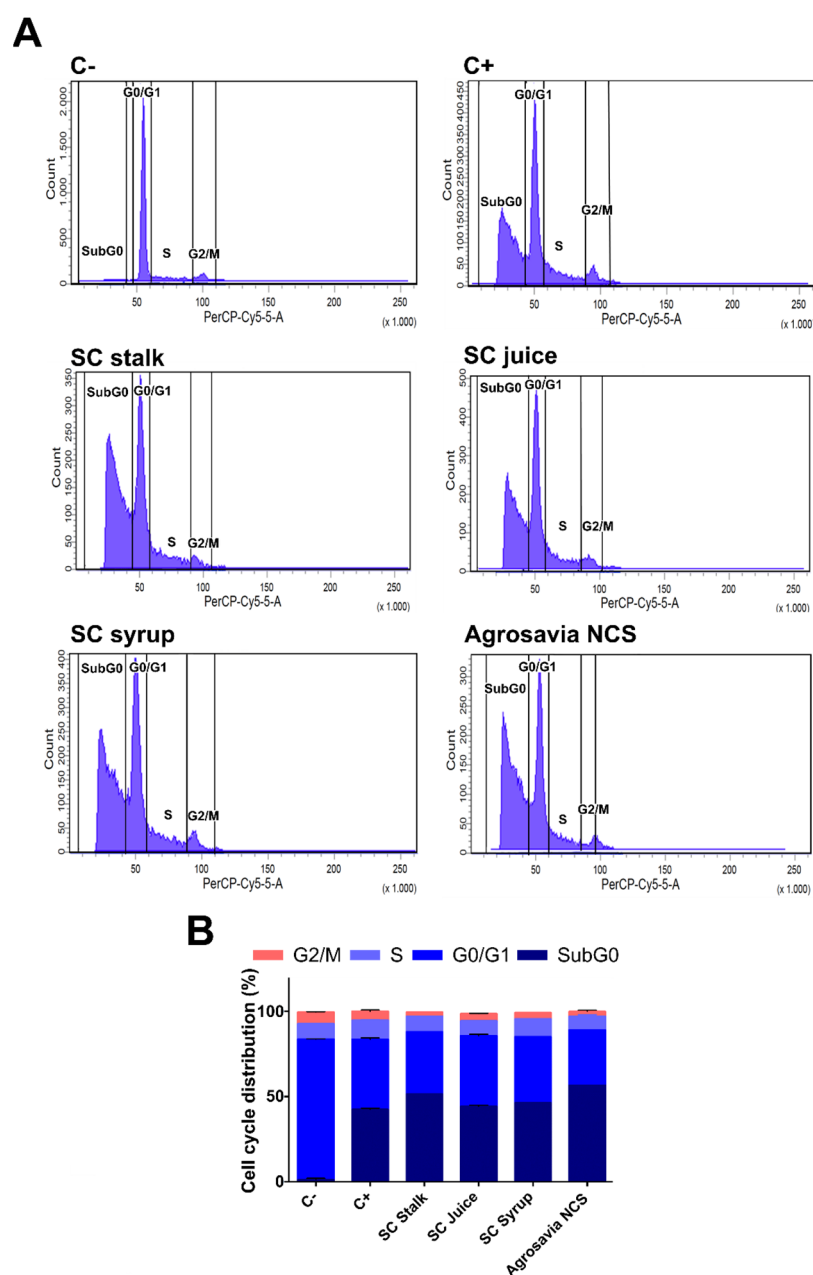 A
C-
G0/G1
SubG0 S G2/M
Count
0 500 1.000 1.500 2.000
50 100 150 200 250
PerCP-Cy5-5-A
(x 1.000)
C+
G0/G1
SubG0 G2/M
S
Count
0 50 100 150 200 250 300 350 400 450
50 100 150 200 250
PerCP-Cy5-5-A
(x 1.000)
SC stalk
SubG0 G0/G1
S G2/M
Count
0 50 100 150 200 250 300 350
50 100 150 200 250
PerCP-Cy5-5-A
(x 1.000)
SC juice
SubG0 G0/G1
S G2/M
Count
0 100 200 300 400 500
50 100 150 200 250
PerCP-Cy5-5-A
(x 1.000)
SC syrup
SubG0 G0/G1
S G2/M
Count
0 50 100 150 200 250 300 350 400
50 100 150 200 250
PerCP-Cy5-5-A
(x 1.000)
Agrosavia NCS
G0/G1
SubG0
S G2/M
Count
0 50 100 150 200 250 300
50 100 150 200 250
PerCP-Cy5-5-A
(x 1.000)
B
G2/M S G0/G1 SubG0
Cell cycle distribution (%)
100
50
0
C- C+ SC Stalk SC Juice SC Syrup Agrosavia NCS